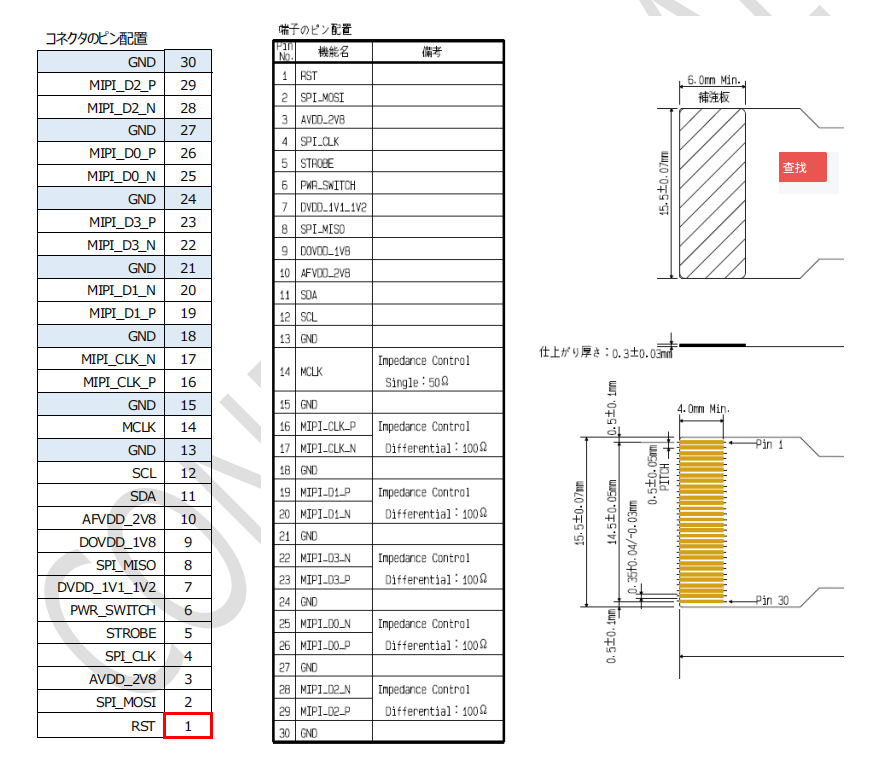 コネクタのピン配置
GND 30
MIPI_D2_P 29
MIPI_D2_N 28
GND 27
MIPI_D0_P 26
MIPI_D0_N 25
GND 24
MIPI_D3_P 23
MIPI_D3_N 22
GND 21
MIPI_D1_N 20
MIPI_D1_P 19
GND 18
MIPI_CLK_N 17
MIPI_CLK_P 16
GND 15
MCLK 14
GND 13
SCL 12
SDA 11
AFVDD_2V8 10
DOVDD_1V8 9
SPI_MISO 8
DVDD_1V1_1V2 7
PWR_SWITCH 6
STROBE 5
SPI_CLK 4
AVDD_2V8 3
SPI_MOSI 2
RST 1
端子のピン配置
Pin No. 機能名 備考
1 RST
2 SPI_MOSI
3 AVDD_2V8
4 SPI_CLK
5 STROBE
6 PWR_SWITCH
7 DVDD_1V1_1V2
8 SPI_MISO
9 DOVDD_1V8
10 AFVDD_2V8
11 SDA
12 SCL
13 GND
14 MCLK Impedance Control
Single:50Ω
15 GND
16 MIPI_CLK_P Impedance Control
17 MIPI_CLK_N Differential:100Ω
18 GND
19 MIPI_D1_P Impedance Control
20 MIPI_D1_N Differential:100Ω
21 GND
22 MIPI_D3_N Impedance Control
23 MIPI_D3_P Differential:100Ω
24 GND
25 MIPI_D0_N Impedance Control
26 MIPI_D0_P Differential:100Ω
27 GND
28 MIPI_D2_N Impedance Control
29 MIPI_D2_P Differential:100Ω
30 GND
6.0mm Min.
補強板
15.5±0.07mm
查找
仕上がり厚さ:0.3±0.03mm
0.5±0.1mm
4.0mm Min.
Pin 1
0.5±0.05mm
PITCH
15.5±0.07mm
14.5±0.05mm
0.35+0.04/-0.03mm
Pin 30
0.5±0.1mm